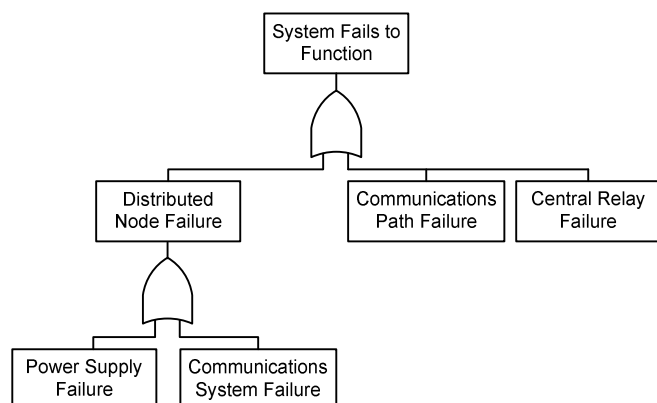 System Fails to
Function
Distributed
Node Failure
Communications
Path Failure
Central Relay
Failure
Power Supply
Failure
Communications
System Failure